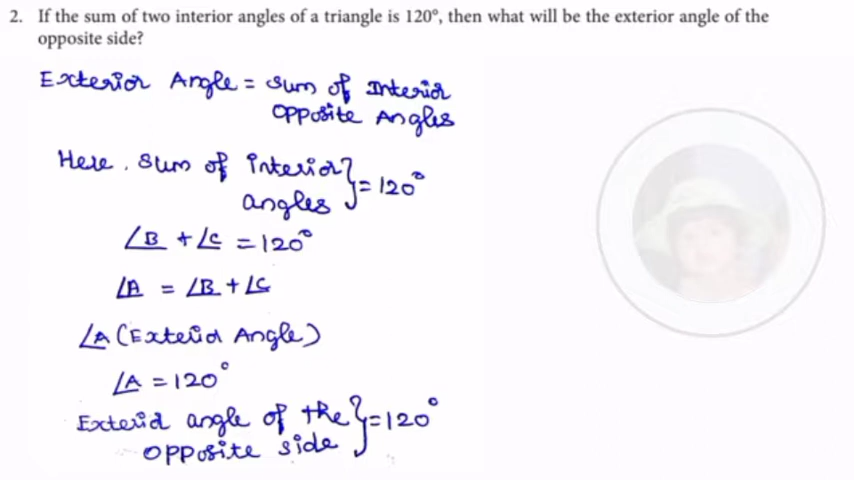 2. If the sum of two interior angles of a triangle is 120°, then what will be the exterior angle of the
opposite side?
Exterior Angle = Sum of Interior
Opposite Angles
Here, Sum of interior
angles } = 120°
∠B + ∠C = 120°
∠A = ∠B + ∠C
∠A (Exterior Angle)
∠A = 120°
Exterior angle of the
opposite side } = 120°